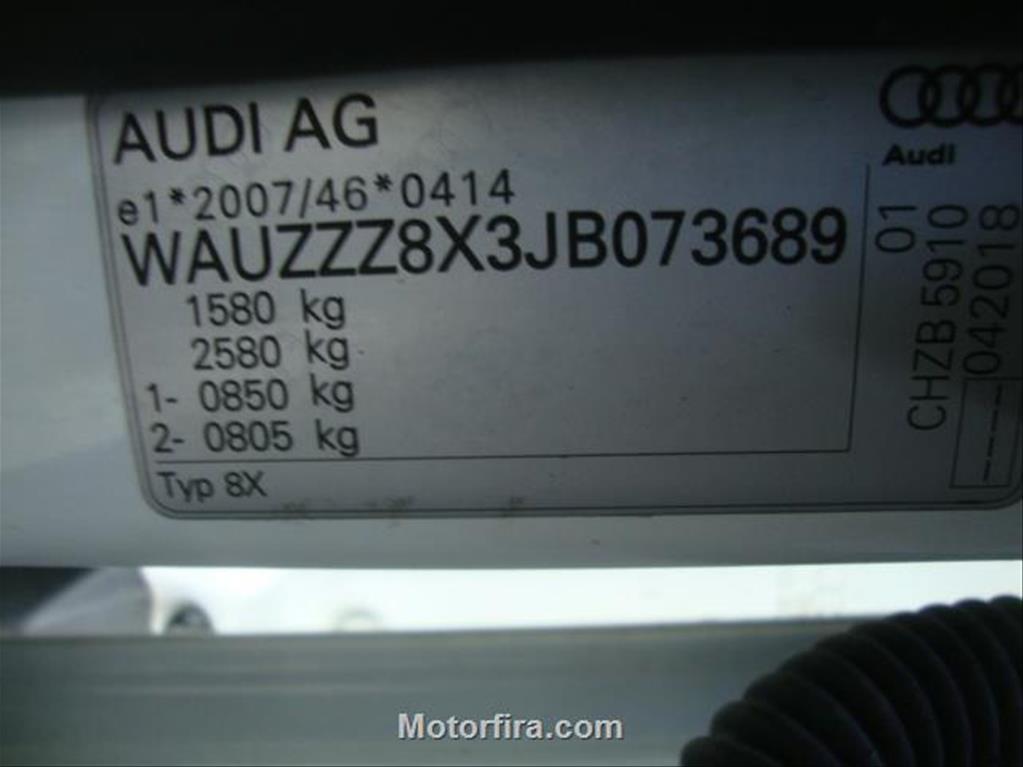 AUDI AG
e1*2007/46*0414
WAUZZZ8X3JB073689
1580 kg
2580 kg
1- 0850 kg
2- 0805 kg
Typ 8X
Audi
01
CHZB 5910
042018
----
Motorfira.com